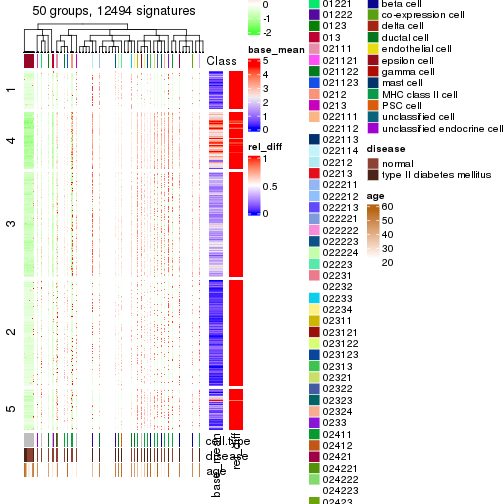 50 groups, 12494 signatures
Class
1
4
3
2
5
cell.type
disease
age
base_mean
rel_diff
0
-2
base_mean
5
4
3
2
1
0
rel_diff
1
0.5
0
01221
01222
0123
013
02111
021121
021122
021123
0212
0213
022111
022112
022113
022114
02212
02213
022211
022212
022213
022221
022222
022223
022224
02223
02231
02232
02233
02234
02311
023121
023122
023123
02313
02321
02322
02323
02324
0233
02411
02412
02421
024221
024222
024223
02423
beta cell
co-expression cell
delta cell
ductal cell
endothelial cell
epsilon cell
gamma cell
mast cell
MHC class II cell
PSC cell
unclassified cell
unclassified endocrine cell
disease
normal
type II diabetes mellitus
age
60
50
40
30
20